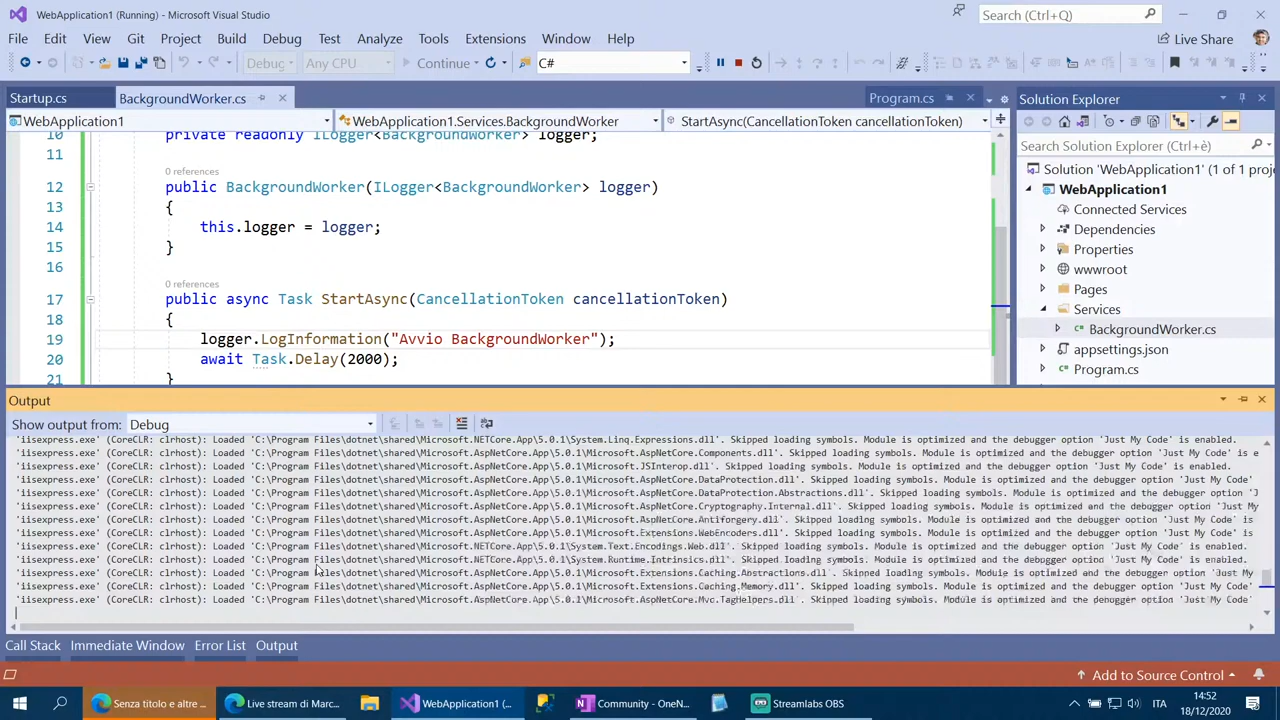 WebApplication1 (Running) - Microsoft Visual Studio
Search (Ctrl+Q)
File Edit View Git Project Build Debug Test Analyze Tools Extensions Window Help
Live Share
Debug Any CPU Continue C#
Startup.cs BackgroundWorker.cs Program.cs
WebApplication1 WebApplication1.Services.BackgroundWorker StartAsync(CancellationToken cancellationToken)
10 private readonly ILogger<BackgroundWorker> logger;
11
0 references
12 public BackgroundWorker(ILogger<BackgroundWorker> logger)
13 {
14 this.logger = logger;
15 }
16
0 references
17 public async Task StartAsync(CancellationToken cancellationToken)
18 {
19 logger.LogInformation("Avvio BackgroundWorker");
20 await Task.Delay(2000);
21 }
Solution Explorer
Search Solution Explorer (Ctrl+è)
Solution 'WebApplication1' (1 of 1 proje
WebApplication1
Connected Services
Dependencies
Properties
wwwroot
Pages
Services
BackgroundWorker.cs
appsettings.json
Program.cs
Output
Show output from: Debug
'iisexpress.exe' (CoreCLR: clrhost): Loaded 'C:\Program Files\dotnet\shared\Microsoft.NETCore.App\5.0.1\System.Linq.Expressions.dll'. Skipped loading symbols. Module is optimized and the debugger option 'Just My Code' is enabled.
'iisexpress.exe' (CoreCLR: clrhost): Loaded 'C:\Program Files\dotnet\shared\Microsoft.AspNetCore.App\5.0.1\Microsoft.AspNetCore.Components.dll'. Skipped loading symbols. Module is optimized and the debugger option 'Just My Code' is e
'iisexpress.exe' (CoreCLR: clrhost): Loaded 'C:\Program Files\dotnet\shared\Microsoft.AspNetCore.App\5.0.1\Microsoft.JSInterop.dll'. Skipped loading symbols. Module is optimized and the debugger option 'Just My Code' is enabled.
'iisexpress.exe' (CoreCLR: clrhost): Loaded 'C:\Program Files\dotnet\shared\Microsoft.AspNetCore.App\5.0.1\Microsoft.AspNetCore.DataProtection.dll'. Skipped loading symbols. Module is optimized and the debugger option 'Just My Code'
'iisexpress.exe' (CoreCLR: clrhost): Loaded 'C:\Program Files\dotnet\shared\Microsoft.AspNetCore.App\5.0.1\Microsoft.AspNetCore.DataProtection.Abstractions.dll'. Skipped loading symbols. Module is optimized and the debugger option 'J
'iisexpress.exe' (CoreCLR: clrhost): Loaded 'C:\Program Files\dotnet\shared\Microsoft.AspNetCore.App\5.0.1\Microsoft.AspNetCore.Cryptography.Internal.dll'. Skipped loading symbols. Module is optimized and the debugger option 'Just My
'iisexpress.exe' (CoreCLR: clrhost): Loaded 'C:\Program Files\dotnet\shared\Microsoft.AspNetCore.App\5.0.1\Microsoft.AspNetCore.Antiforgery.dll'. Skipped loading symbols. Module is optimized and the debugger option 'Just My Code' is
'iisexpress.exe' (CoreCLR: clrhost): Loaded 'C:\Program Files\dotnet\shared\Microsoft.AspNetCore.App\5.0.1\Microsoft.Extensions.WebEncoders.dll'. Skipped loading symbols. Module is optimized and the debugger option 'Just My Code' is
'iisexpress.exe' (CoreCLR: clrhost): Loaded 'C:\Program Files\dotnet\shared\Microsoft.NETCore.App\5.0.1\System.Text.Encodings.Web.dll'. Skipped loading symbols. Module is optimized and the debugger option 'Just My Code' is enabled.
'iisexpress.exe' (CoreCLR: clrhost): Loaded 'C:\Program Files\dotnet\shared\Microsoft.NETCore.App\5.0.1\System.Runtime.Intrinsics.dll'. Skipped loading symbols. Module is optimized and the debugger option 'Just My Code' is enabled.
'iisexpress.exe' (CoreCLR: clrhost): Loaded 'C:\Program Files\dotnet\shared\Microsoft.AspNetCore.App\5.0.1\Microsoft.Extensions.Caching.Abstractions.dll'. Skipped loading symbols. Module is optimized and the debugger option 'Just My
'iisexpress.exe' (CoreCLR: clrhost): Loaded 'C:\Program Files\dotnet\shared\Microsoft.AspNetCore.App\5.0.1\Microsoft.Extensions.Caching.Memory.dll'. Skipped loading symbols. Module is optimized and the debugger option 'Just My Code'
'iisexpress.exe' (CoreCLR: clrhost): Loaded 'C:\Program Files\dotnet\shared\Microsoft.AspNetCore.App\5.0.1\Microsoft.AspNetCore.Mvc.TagHelpers.dll'. Skipped loading symbols. Module is optimized and the debugger option 'Just My Code'
Call Stack Immediate Window Error List Output
Add to Source Control
Senza titolo e altre ... Live stream di Marc... WebApplication1 (... Community - OneN... Streamlabs OBS ITA 14:52
18/12/2020